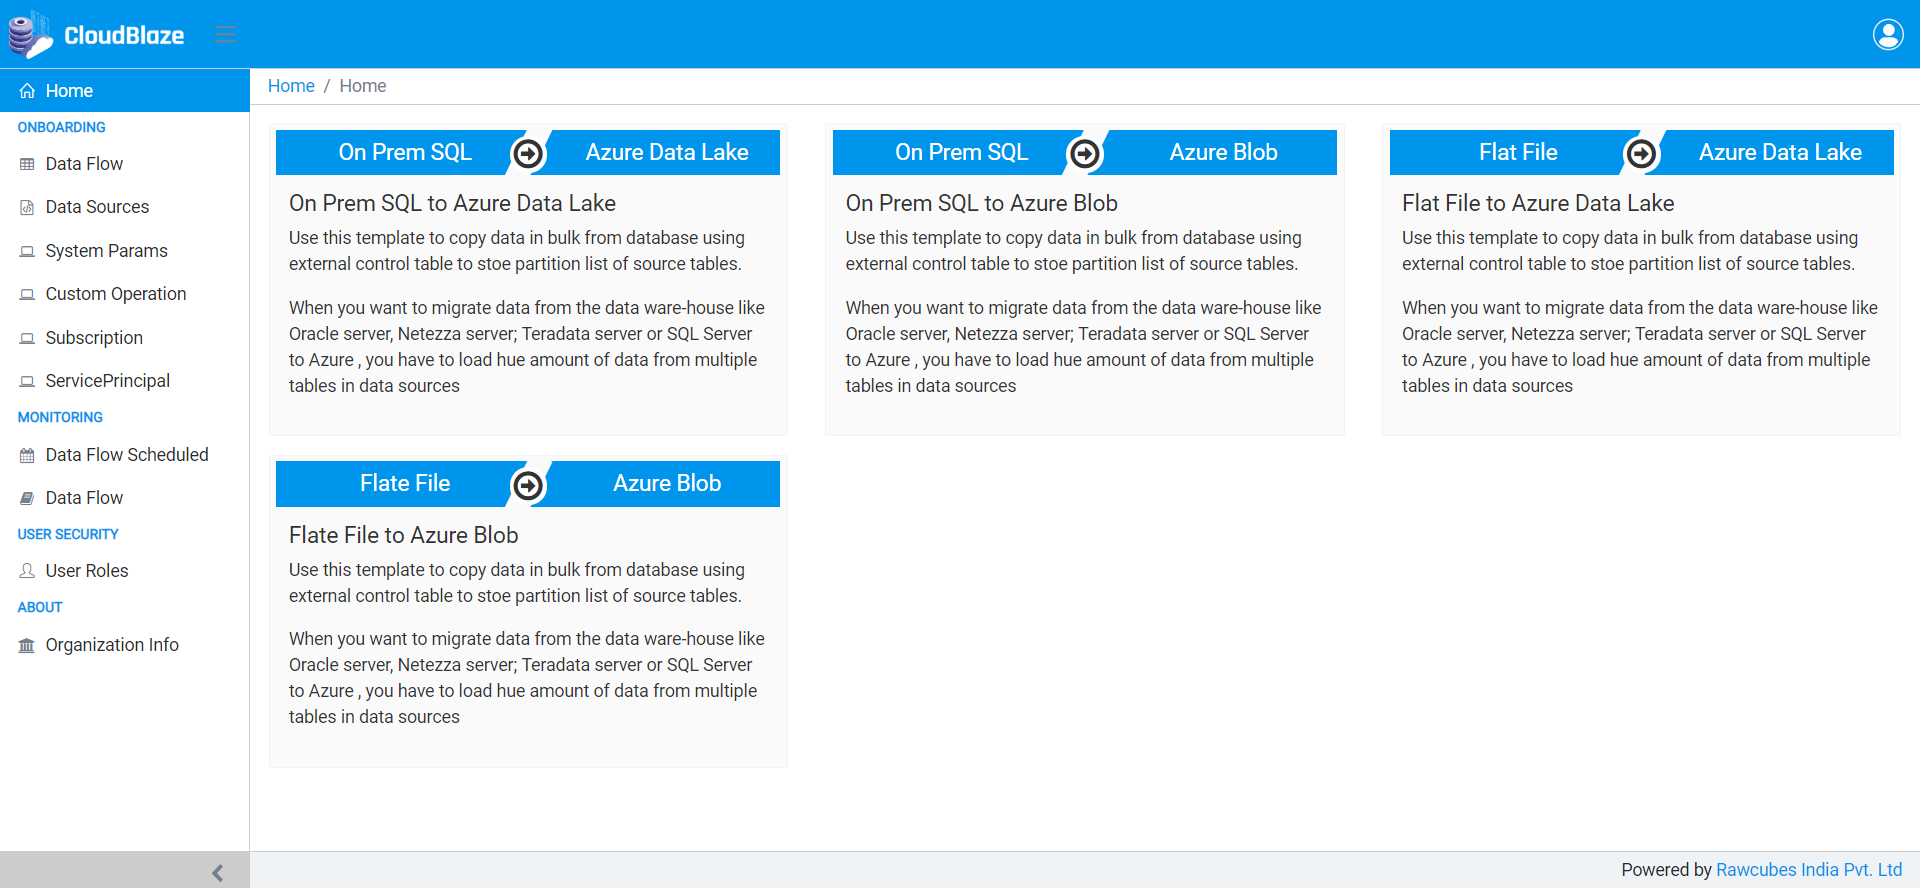 CloudBlaze
Home
ONBOARDING
Data Flow
Data Sources
System Params
Custom Operation
Subscription
ServicePrincipal
MONITORING
Data Flow Scheduled
Data Flow
USER SECURITY
User Roles
ABOUT
Organization Info
Home / Home
On Prem SQL Azure Data Lake
On Prem SQL to Azure Data Lake
Use this template to copy data in bulk from database using
external control table to stoe partition list of source tables.
When you want to migrate data from the data ware-house like
Oracle server, Netezza server; Teradata server or SQL Server
to Azure , you have to load hue amount of data from multiple
tables in data sources
On Prem SQL Azure Blob
On Prem SQL to Azure Blob
Use this template to copy data in bulk from database using
external control table to stoe partition list of source tables.
When you want to migrate data from the data ware-house like
Oracle server, Netezza server; Teradata server or SQL Server
to Azure , you have to load hue amount of data from multiple
tables in data sources
Flat File Azure Data Lake
Flat File to Azure Data Lake
Use this template to copy data in bulk from database using
external control table to stoe partition list of source tables.
When you want to migrate data from the data ware-house like
Oracle server, Netezza server; Teradata server or SQL Server
to Azure , you have to load hue amount of data from multiple
tables in data sources
Flate File Azure Blob
Flate File to Azure Blob
Use this template to copy data in bulk from database using
external control table to stoe partition list of source tables.
When you want to migrate data from the data ware-house like
Oracle server, Netezza server; Teradata server or SQL Server
to Azure , you have to load hue amount of data from multiple
tables in data sources
Powered by Rawcubes India Pvt. Ltd